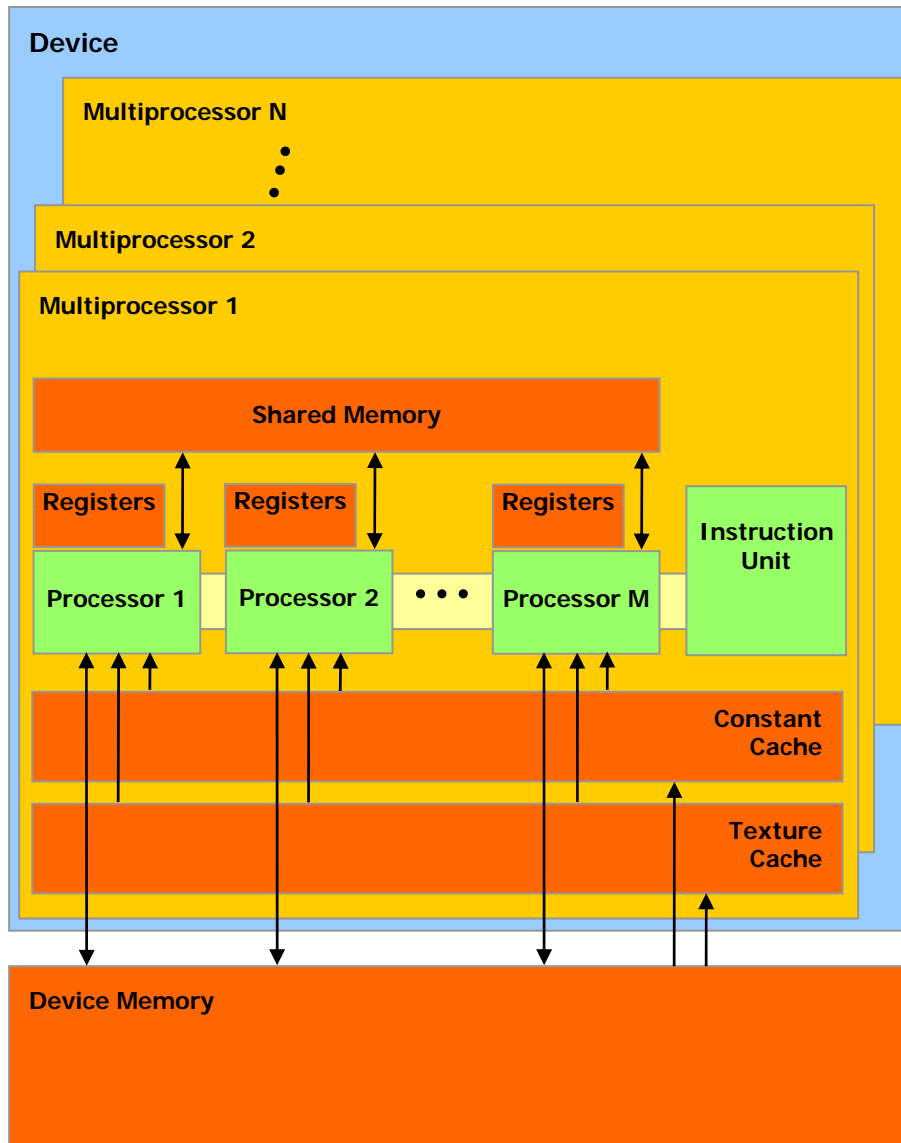 Device
Multiprocessor N
Multiprocessor 2
Multiprocessor 1
Shared Memory
Registers
Registers
Registers
Instruction
Unit
Processor 1
Processor 2
Processor M
Constant
Cache
Texture
Cache
Device Memory